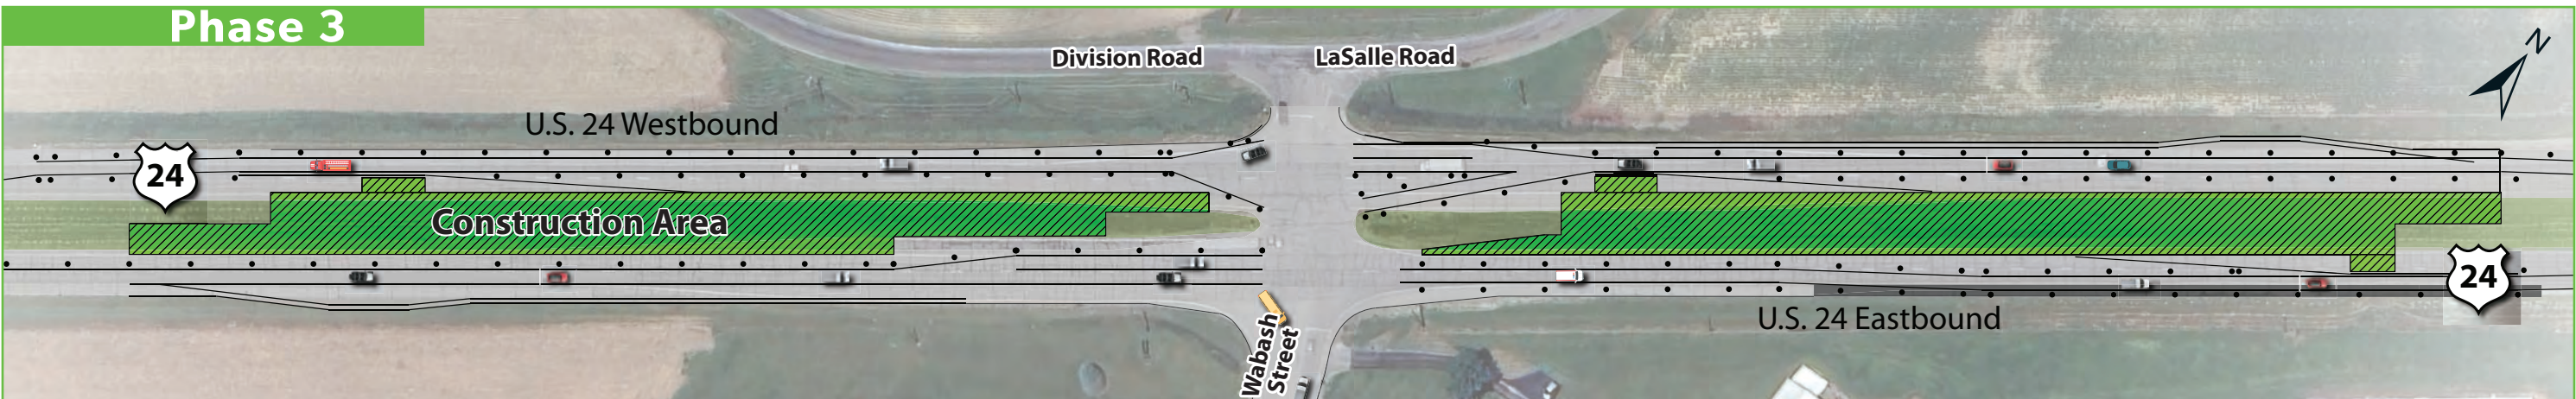 Phase 3
Division Road
LaSalle Road
N
U.S. 24 Westbound
24
Construction Area
24
U.S. 24 Eastbound
Wabash
Street